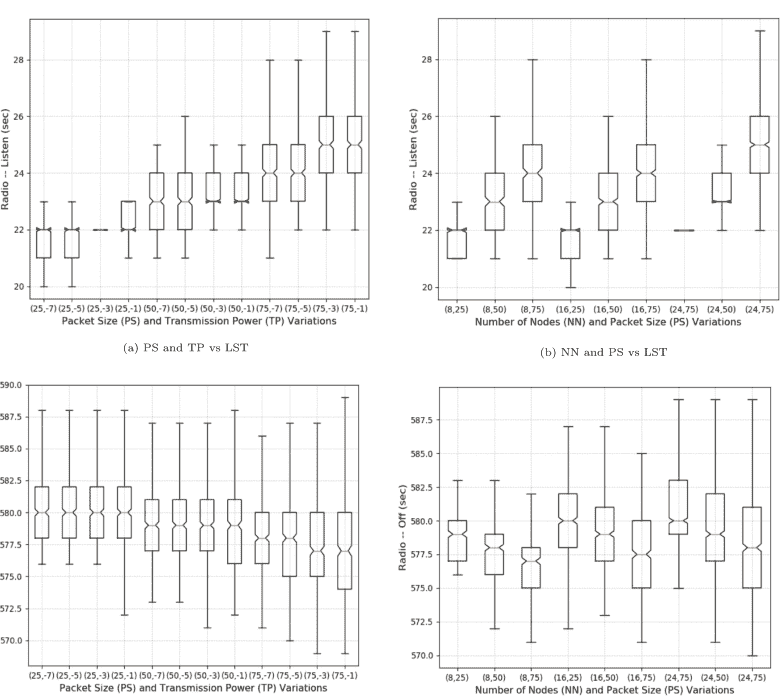 Radio -- Listen (sec)
28
26
24
22
20
(25,-7) (25,-5) (25,-3) (25,-1) (50,-7) (50,-5) (50,-3) (50,-1) (75,-7) (75,-5) (75,-3) (75,-1)
Packet Size (PS) and Transmission Power (TP) Variations
(a) PS and TP vs LST
Radio -- Listen (sec)
28
26
24
22
20
(8,25) (8,50) (8,75) (16,25) (16,50) (16,75) (24,75) (24,50) (24,75)
Number of Nodes (NN) and Packet Size (PS) Variations
(b) NN and PS vs LST
590.0
587.5
585.0
582.5
580.0
577.5
575.0
572.5
570.0
(25,-7) (25,-5) (25,-3) (25,-1) (50,-7) (50,-5) (50,-3) (50,-1) (75,-7) (75,-5) (75,-3) (75,-1)
Packet Size (PS) and Transmission Power (TP) Variations
Radio -- Off (sec)
587.5
585.0
582.5
580.0
577.5
575.0
572.5
570.0
(8,25) (8,50) (8,75) (16,25) (16,50) (16,75) (24,75) (24,50) (24,75)
Number of Nodes (NN) and Packet Size (PS) Variations